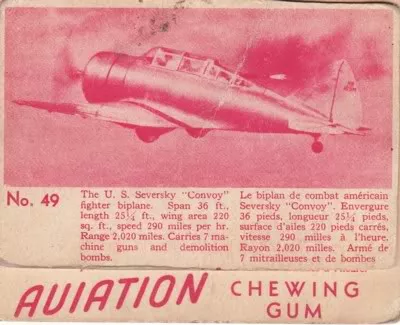 No. 49
The U. S. Seversky "Convoy"
fighter biplane. Span 36 ft.,
length 25¼ ft., wing area 220
sq. ft., speed 290 miles per hr.
Range 2,020 miles. Carries 7 ma-
chine guns and demolition
bombs.
Le biplan de combat américain
Seversky "Convoy". Envergure
36 pieds, longueur 25¼ pieds,
surface d'ailes 220 pieds carrés,
vitesse 290 milles à l'heure.
Rayon 2,020 milles. Armé de
7 mitrailleuses et de bombes
AVIATION CHEWING
GUM